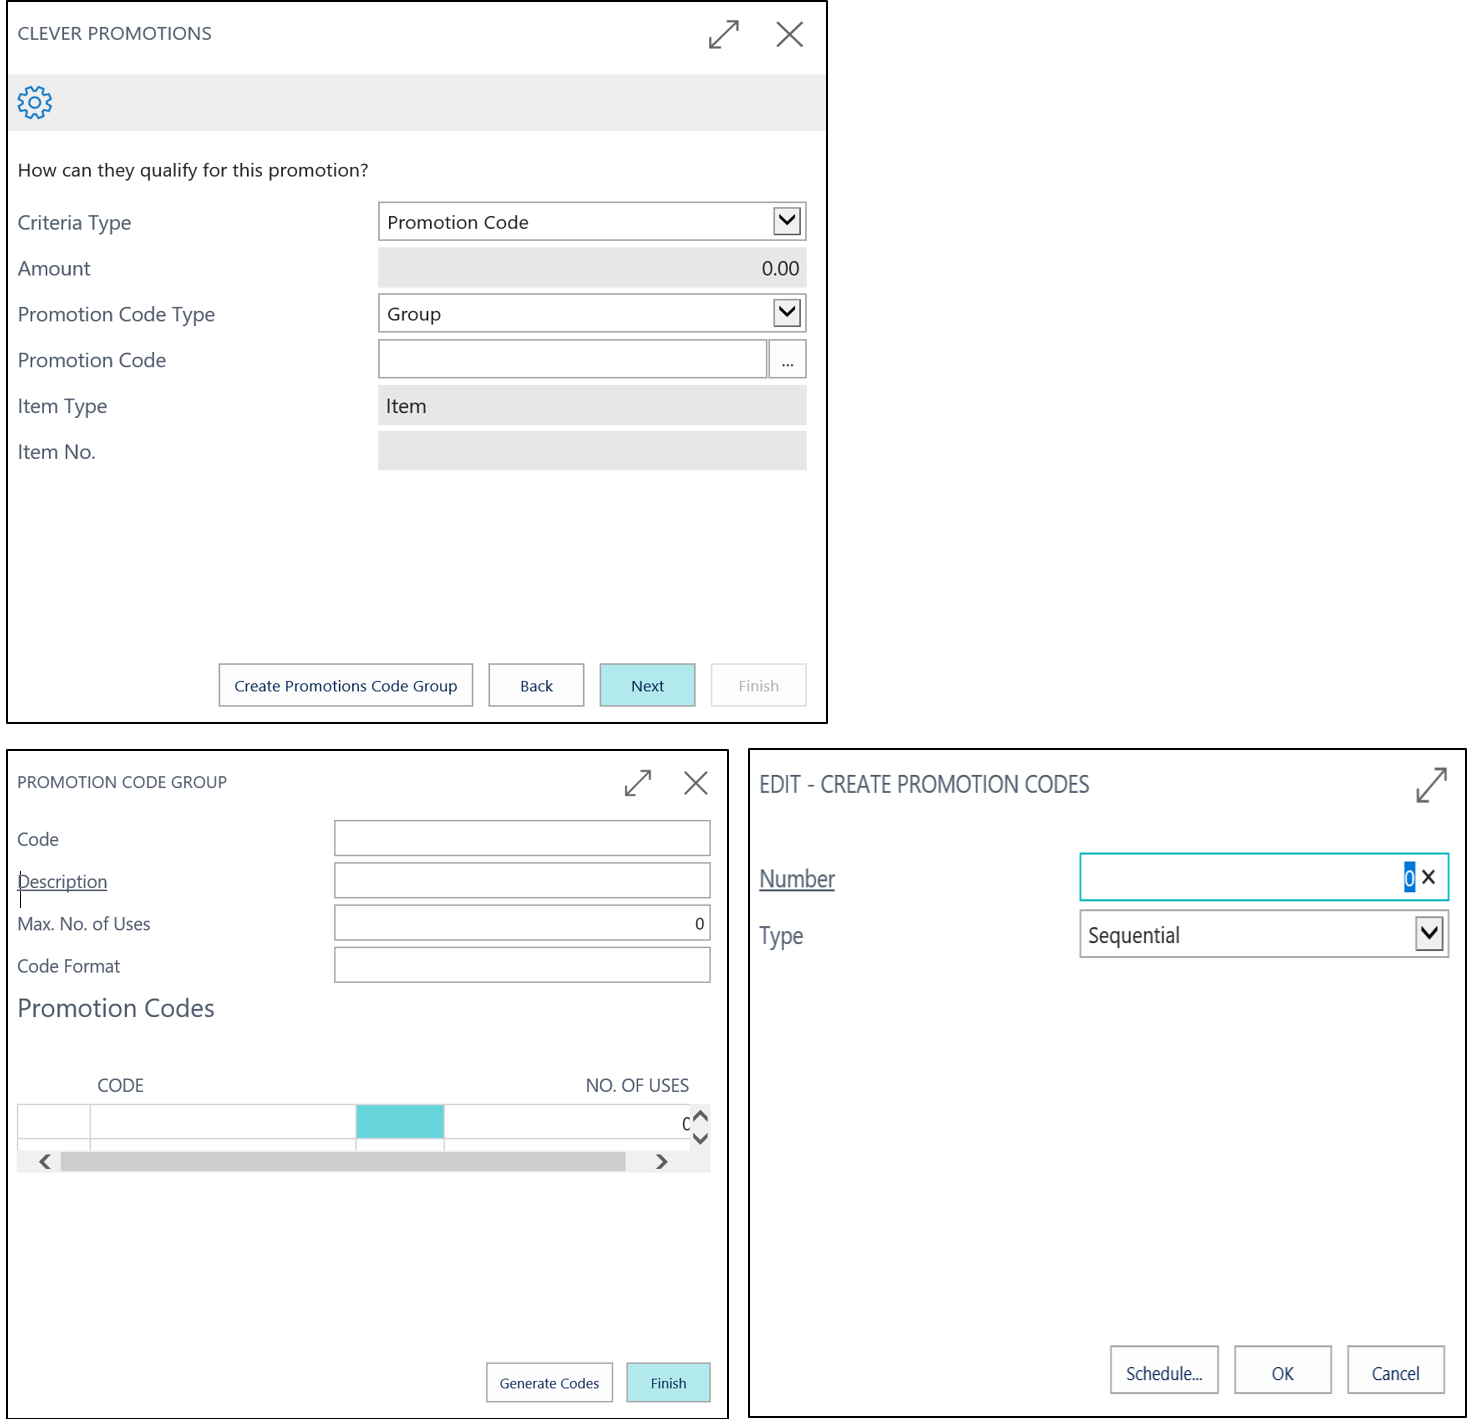 CLEVER PROMOTIONS
How can they qualify for this promotion?
Criteria Type Promotion Code
Amount 0.00
Promotion Code Type Group
Promotion Code ...
Item Type Item
Item No.
Create Promotions Code Group Back Next Finish
PROMOTION CODE GROUP
Code
Description
Max. No. of Uses 0
Code Format
Promotion Codes
CODE NO. OF USES
0
Generate Codes Finish
EDIT - CREATE PROMOTION CODES
Number 0
Type Sequential
Schedule... OK Cancel